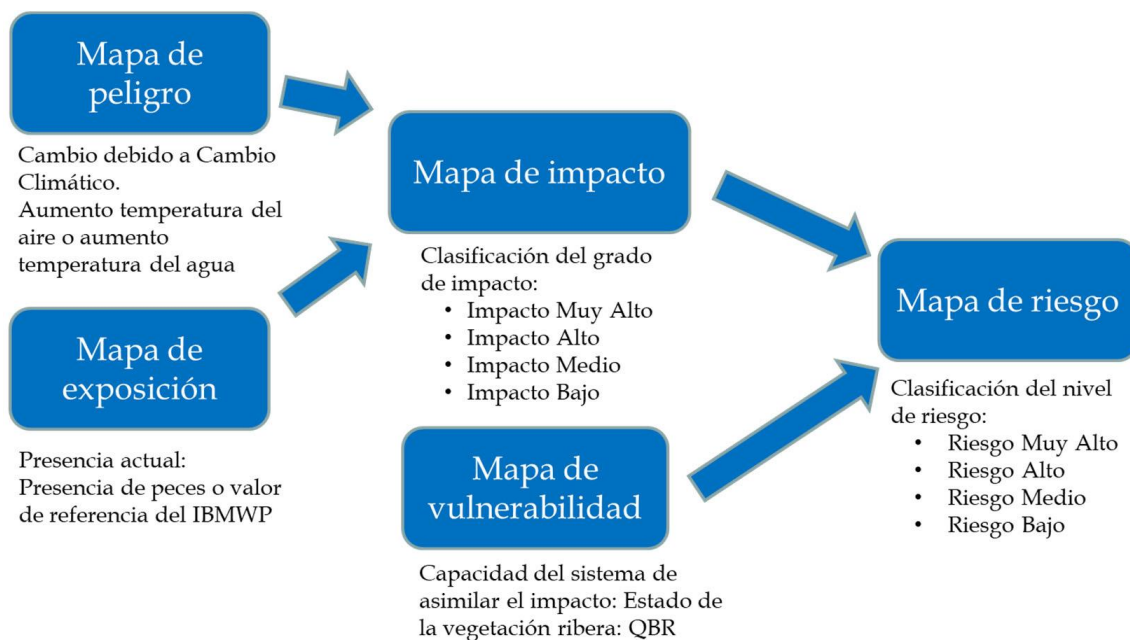 Mapa de
peligro
Cambio debido a Cambio
Climático.
Aumento temperatura del
aire o aumento
temperatura del agua
Mapa de
exposición
Presencia actual:
Presencia de peces o valor
de referencia del IBMWP
Mapa de impacto
Clasificación del grado
de impacto:
• Impacto Muy Alto
• Impacto Alto
• Impacto Medio
• Impacto Bajo
Mapa de
vulnerabilidad
Capacidad del sistema de
asimilar el impacto: Estado de
la vegetación ribera: QBR
Mapa de riesgo
Clasificación del nivel
de riesgo:
• Riesgo Muy Alto
• Riesgo Alto
• Riesgo Medio
• Riesgo Bajo